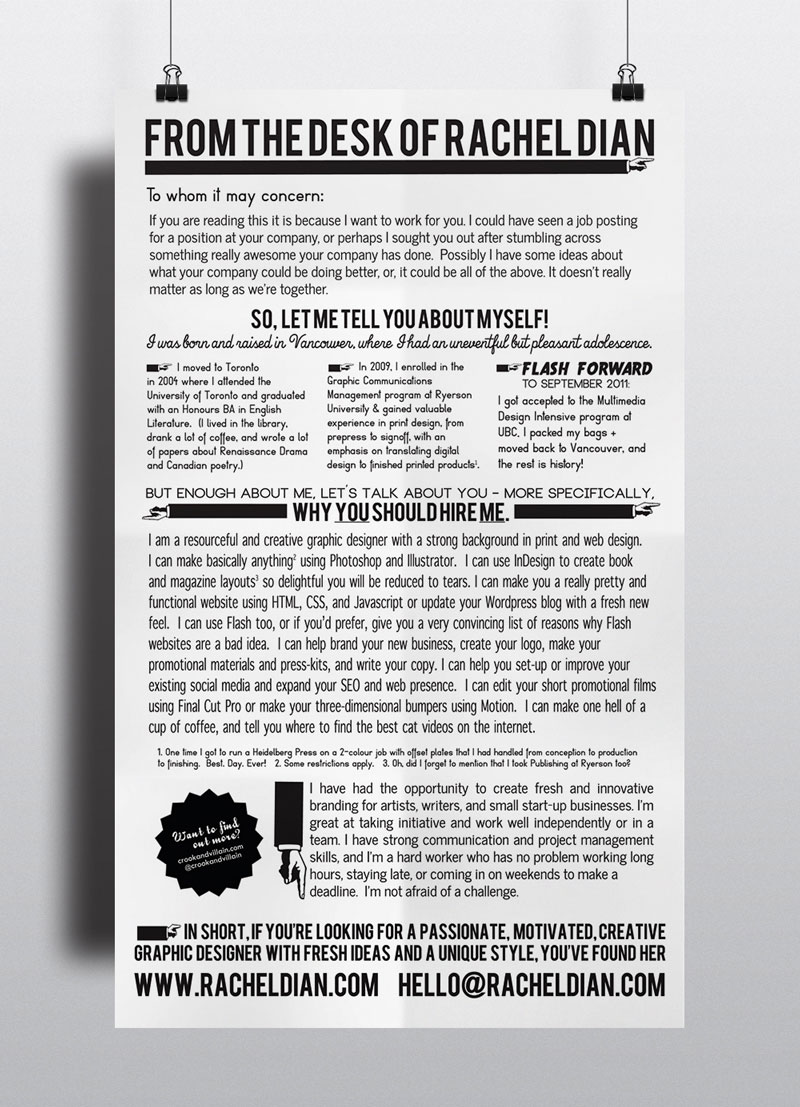 FROM THE DESK OF RACHEL DIAN
To whom it may concern:
If you are reading this it is because I want to work for you. I could have seen a job posting
for a position at your company, or perhaps I sought you out after stumbling across
something really awesome your company has done. Possibly I have some ideas about
what your company could be doing better, or, it could be all of the above. It doesn't really
matter as long as we're together.
SO, LET ME TELL YOU ABOUT MYSELF!
I was born and raised in Vancouver, where I had an uneventful but pleasant adolescence.
I moved to Toronto
in 2004 where I attended the
University of Toronto and graduated
with an Honours BA in English
Literature. (I lived in the library,
drank a lot of coffee, and wrote a lot
of papers about Renaissance Drama
and Canadian poetry.)
In 2009, I enrolled in the
Graphic Communications
Management program at Ryerson
University & gained valuable
experience in print design, from
prepress to signoff, with an
emphasis on translating digital
design to finished printed products¹.
FLASH FORWARD
TO SEPTEMBER 2011:
I got accepted to the Multimedia
Design Intensive program at
UBC, I packed my bags +
moved back to Vancouver, and
the rest is history!
BUT ENOUGH ABOUT ME, LET'S TALK ABOUT YOU - MORE SPECIFICALLY,
WHY YOU SHOULD HIRE ME.
I am a resourceful and creative graphic designer with a strong background in print and web design.
I can make basically anything² using Photoshop and Illustrator. I can use InDesign to create book
and magazine layouts³ so delightful you will be reduced to tears. I can make you a really pretty and
functional website using HTML, CSS, and Javascript or update your Wordpress blog with a fresh new
feel. I can use Flash too, or if you'd prefer, give you a very convincing list of reasons why Flash
websites are a bad idea. I can help brand your new business, create your logo, make your
promotional materials and press-kits, and write your copy. I can help you set-up or improve your
existing social media and expand your SEO and web presence. I can edit your short promotional films
using Final Cut Pro or make your three-dimensional bumpers using Motion. I can make one hell of a
cup of coffee, and tell you where to find the best cat videos on the internet.
1. One time I got to run a Heidelberg Press on a 2-colour job with offset plates that I had handled from conception to production
to finishing. Best. Day. Ever! 2. Some restrictions apply. 3. Oh, did I forget to mention that I took Publishing at Ryerson too?
Want to find
out more?
crookandvillain.com
@crookandvillain
I have had the opportunity to create fresh and innovative
branding for artists, writers, and small start-up businesses. I'm
great at taking initiative and work well independently or in a
team. I have strong communication and project management
skills, and I'm a hard worker who has no problem working long
hours, staying late, or coming in on weekends to make a
deadline. I'm not afraid of a challenge.
IN SHORT, IF YOU'RE LOOKING FOR A PASSIONATE, MOTIVATED, CREATIVE
GRAPHIC DESIGNER WITH FRESH IDEAS AND A UNIQUE STYLE, YOU'VE FOUND HER
WWW.RACHELDIAN.COM HELLO@RACHELDIAN.COM